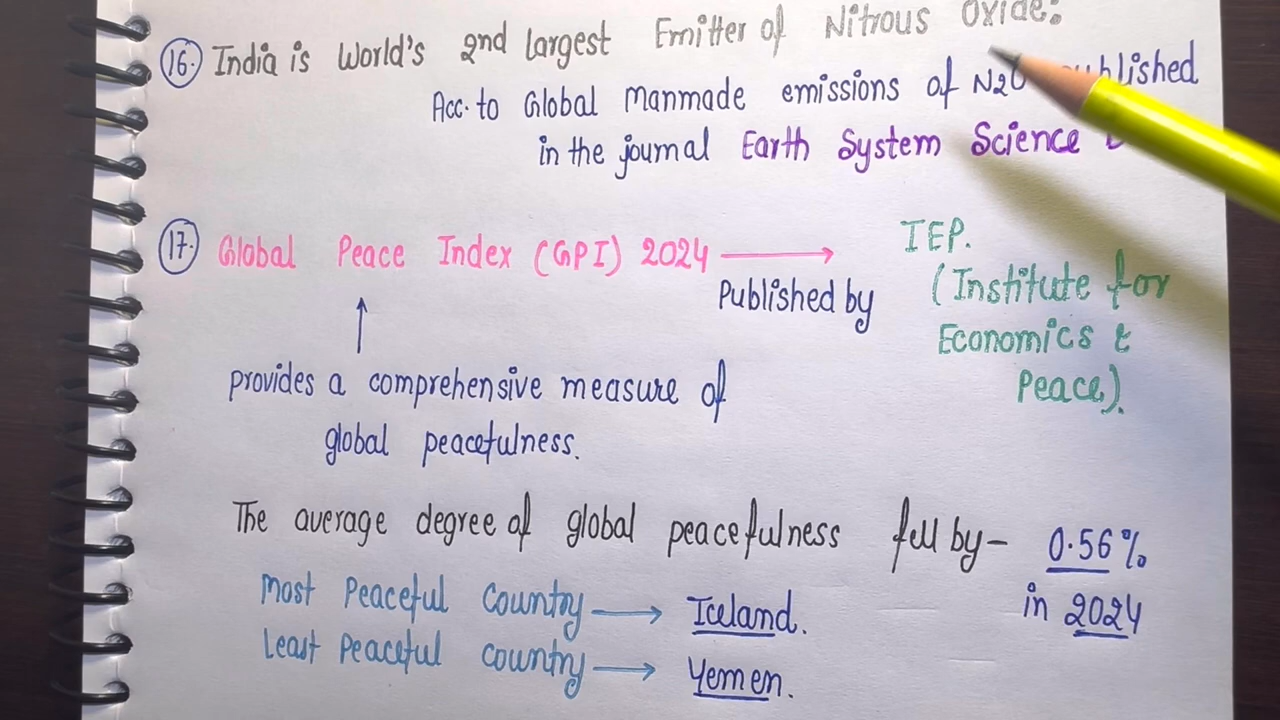 16. India is World's 2nd largest Emitter of Nitrous Oxide:
Acc. to Global Manmade emissions of N2O published
in the journal Earth System Science
17. Global Peace Index (GPI) 2024 → IEP.
Published by (Institute for
Economics &
Peace).
↑
provides a comprehensive measure of
global peacefulness.
The average degree of global peacefulness fell by- 0.56%
in 2024
Most Peaceful Country → Iceland.
Least Peaceful country → Yemen.